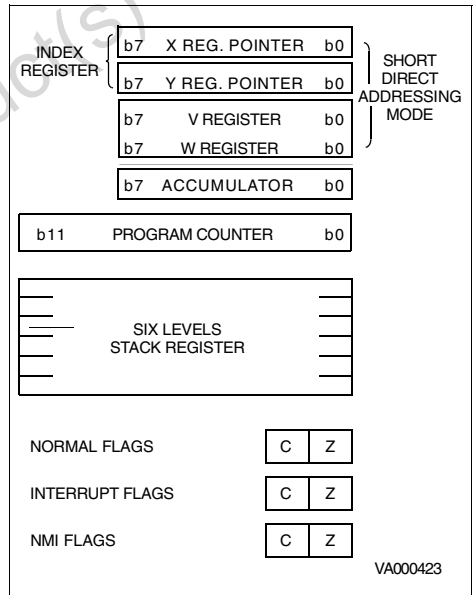 INDEX
REGISTER
b7 X REG. POINTER b0
b7 Y REG. POINTER b0
b7 V REGISTER b0
b7 W REGISTER b0
SHORT
DIRECT
ADDRESSING
MODE
b7 ACCUMULATOR b0
b11 PROGRAM COUNTER b0
SIX LEVELS
STACK REGISTER
NORMAL FLAGS C Z
INTERRUPT FLAGS C Z
NMI FLAGS C Z
VA000423